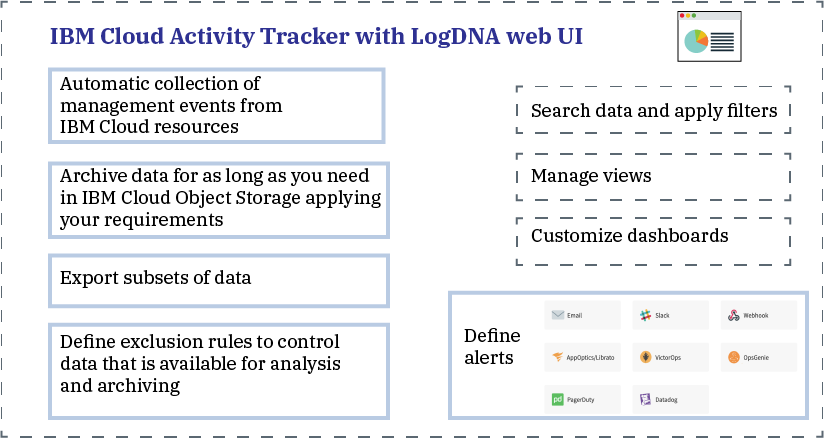 IBM Cloud Activity Tracker with LogDNA web UI
Automatic collection of
management events from
IBM Cloud resources
Archive data for as long as you need
in IBM Cloud Object Storage applying
your requirements
Export subsets of data
Define exclusion rules to control
data that is available for analysis
and archiving
Search data and apply filters
Manage views
Customize dashboards
Define
alerts
Email
Slack
Webhook
AppOptics/Librato
VictorOps
OpsGenie
pd PagerDuty
Datadog